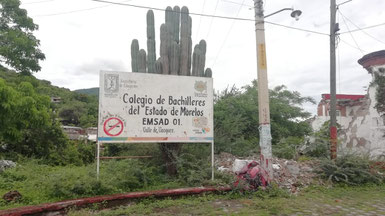 Colegio de Bachilleres
del Estado de Morelos
EMSAD 01
Valle de Vázquez